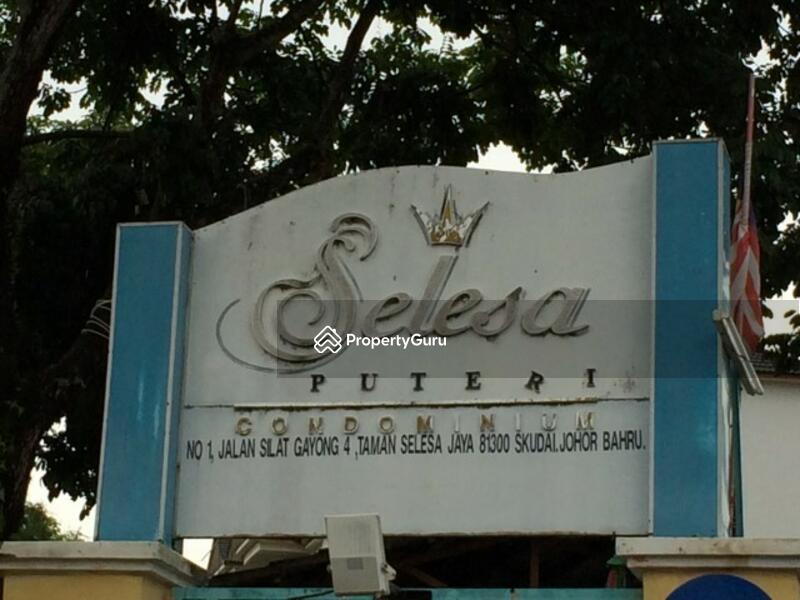 Selesa
PropertyGuru
PUTERI
CONDOMINIUM
NO 1, JALAN SILAT GAYONG 4 ,TAMAN SELESA JAYA 81300 SKUDAI.JOHOR BAHRU.